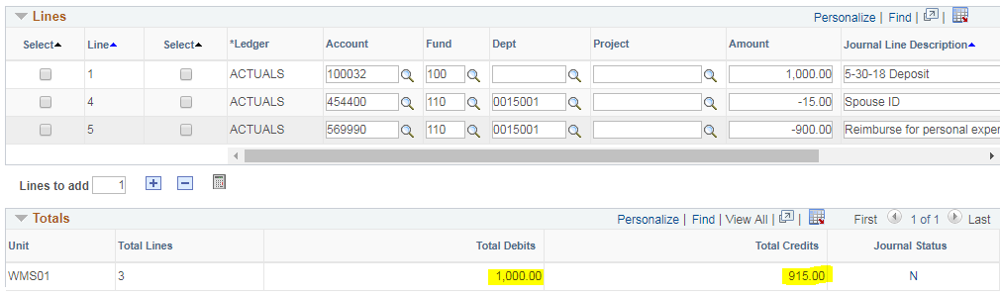 Lines
Personalize | Find | |
Select Line Select *Ledger Account Fund Dept Project Amount Journal Line Description
1 ACTUALS 100032 100 1,000.00 5-30-18 Deposit
4 ACTUALS 454400 110 0015001 -15.00 Spouse ID
5 ACTUALS 569990 110 0015001 -900.00 Reimburse for personal exper
Lines to add 1
Totals
Personalize | Find | View All | | First 1 of 1 Last
Unit Total Lines Total Debits Total Credits Journal Status
WMS01 3 1,000.00 915.00 N